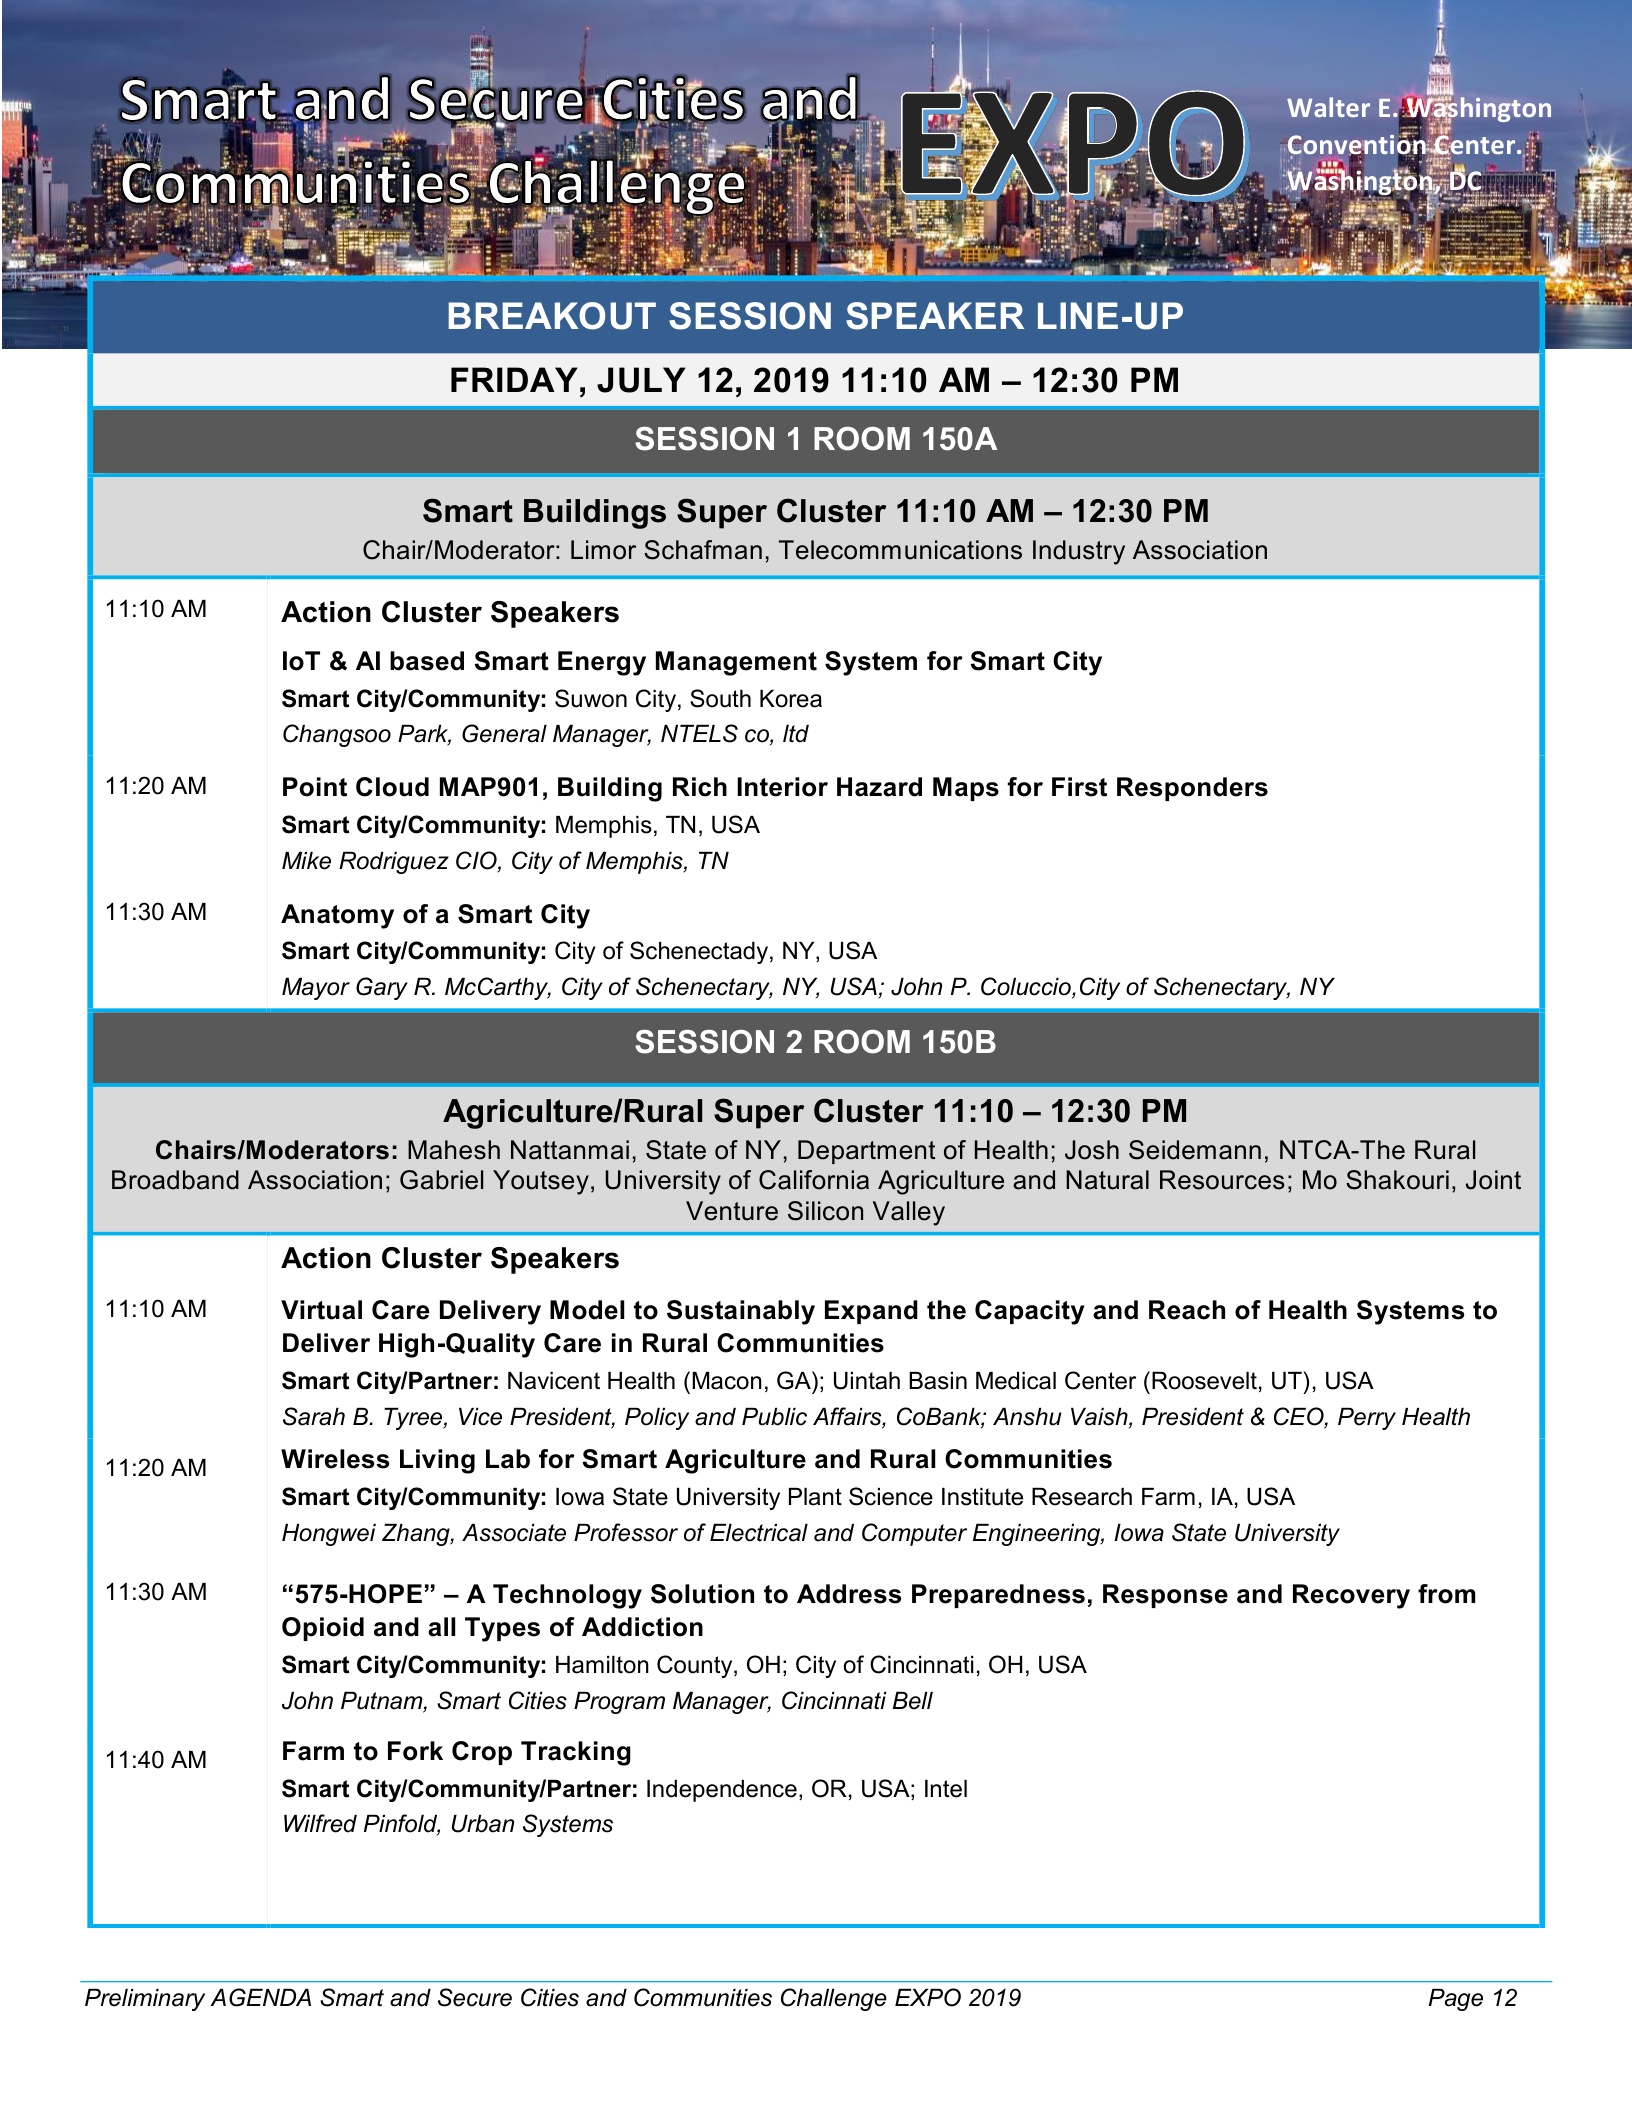 Smart and Secure Cities and
Communities Challenge
EXPO
Walter E. Washington
Convention Center.
Washington, DC
BREAKOUT SESSION SPEAKER LINE-UP
FRIDAY, JULY 12, 2019 11:10 AM – 12:30 PM
SESSION 1 ROOM 150A
Smart Buildings Super Cluster 11:10 AM – 12:30 PM
Chair/Moderator: Limor Schafman, Telecommunications Industry Association
11:10 AM
Action Cluster Speakers
IoT & AI based Smart Energy Management System for Smart City
Smart City/Community: Suwon City, South Korea
Changsoo Park, General Manager, NTELS co, ltd
11:20 AM
Point Cloud MAP901, Building Rich Interior Hazard Maps for First Responders
Smart City/Community: Memphis, TN, USA
Mike Rodriguez CIO, City of Memphis, TN
11:30 AM
Anatomy of a Smart City
Smart City/Community: City of Schenectady, NY, USA
Mayor Gary R. McCarthy, City of Schenectary, NY, USA; John P. Coluccio,City of Schenectary, NY
SESSION 2 ROOM 150B
Agriculture/Rural Super Cluster 11:10 – 12:30 PM
Chairs/Moderators: Mahesh Nattanmai, State of NY, Department of Health; Josh Seidemann, NTCA-The Rural
Broadband Association; Gabriel Youtsey, University of California Agriculture and Natural Resources; Mo Shakouri, Joint
Venture Silicon Valley
Action Cluster Speakers
11:10 AM
Virtual Care Delivery Model to Sustainably Expand the Capacity and Reach of Health Systems to
Deliver High-Quality Care in Rural Communities
Smart City/Partner: Navicent Health (Macon, GA); Uintah Basin Medical Center (Roosevelt, UT), USA
Sarah B. Tyree, Vice President, Policy and Public Affairs, CoBank; Anshu Vaish, President & CEO, Perry Health
11:20 AM
Wireless Living Lab for Smart Agriculture and Rural Communities
Smart City/Community: Iowa State University Plant Science Institute Research Farm, IA, USA
Hongwei Zhang, Associate Professor of Electrical and Computer Engineering, Iowa State University
11:30 AM
“575-HOPE” – A Technology Solution to Address Preparedness, Response and Recovery from
Opioid and all Types of Addiction
Smart City/Community: Hamilton County, OH; City of Cincinnati, OH, USA
John Putnam, Smart Cities Program Manager, Cincinnati Bell
11:40 AM
Farm to Fork Crop Tracking
Smart City/Community/Partner: Independence, OR, USA; Intel
Wilfred Pinfold, Urban Systems
Preliminary AGENDA Smart and Secure Cities and Communities Challenge EXPO 2019
Page 12